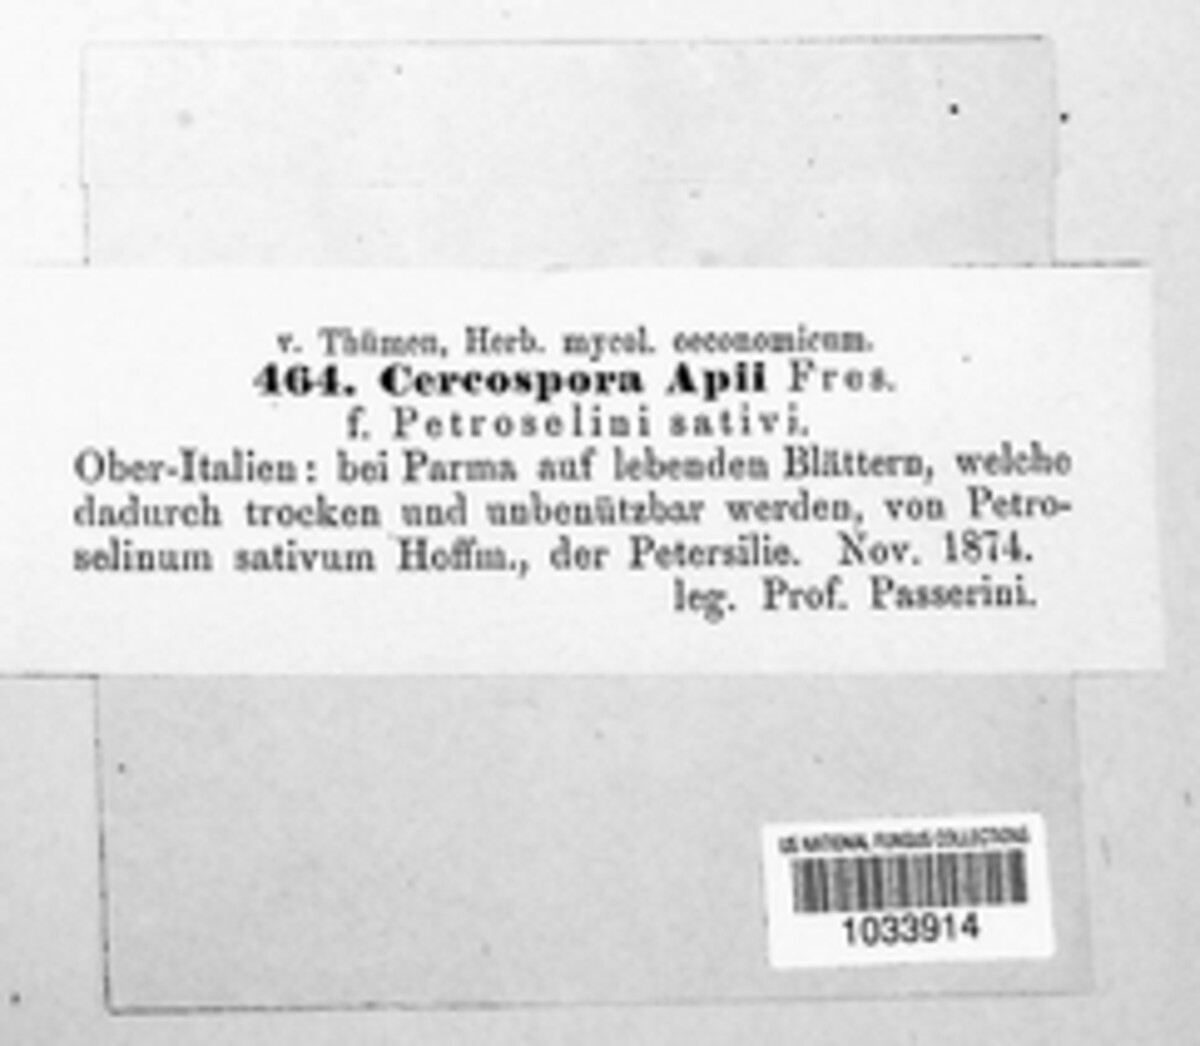 v. Thümen, Herb. mycol. oeconomicum.
464. Cercospora Apii Fres.
f. Petroselini sativi.
Ober-Italien: bei Parma auf lebenden Blättern, welche
dadurch trocken und unbenützbar werden, von Petro-
selinum sativum Hoffm., der Petersilie. Nov. 1874.
leg. Prof. Passerini.
US NATIONAL FUNGUS COLLECTIONS
1033914